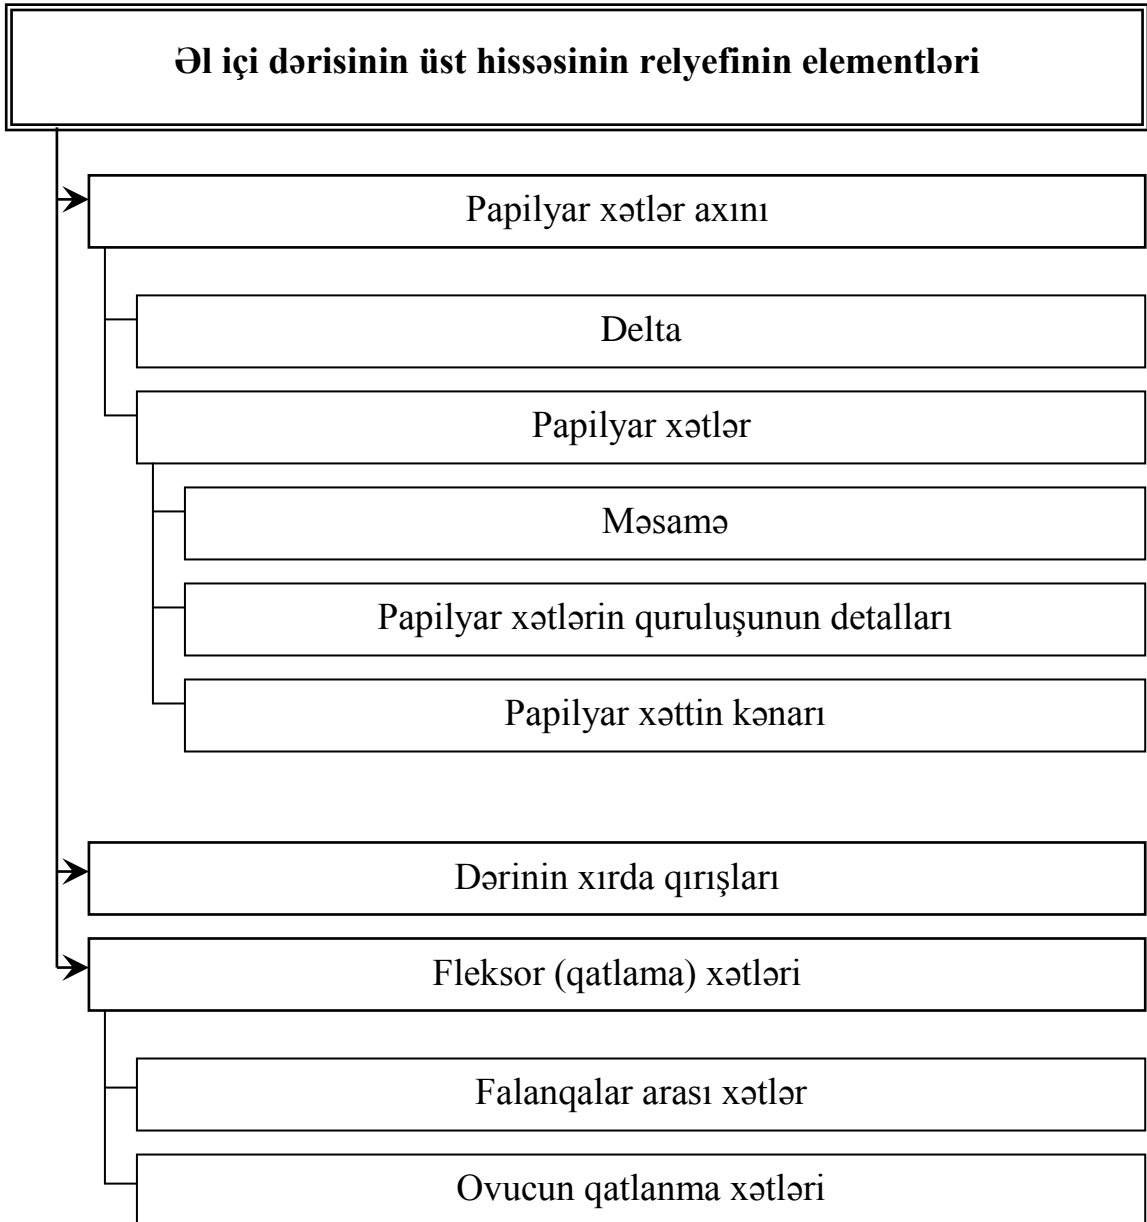 Əl içi dərisinin üst hissəsinin relyefinin elementləri
Papilyar xətlər axını
Delta
Papilyar xətlər
Məsamə
Papilyar xətlərin quruluşunun detalları
Papilyar xəttin kənarı
Dərinin xırda qırışları
Fleksor (qatlama) xətləri
Falanqalar arası xətlər
Ovucun qatlanma xətləri